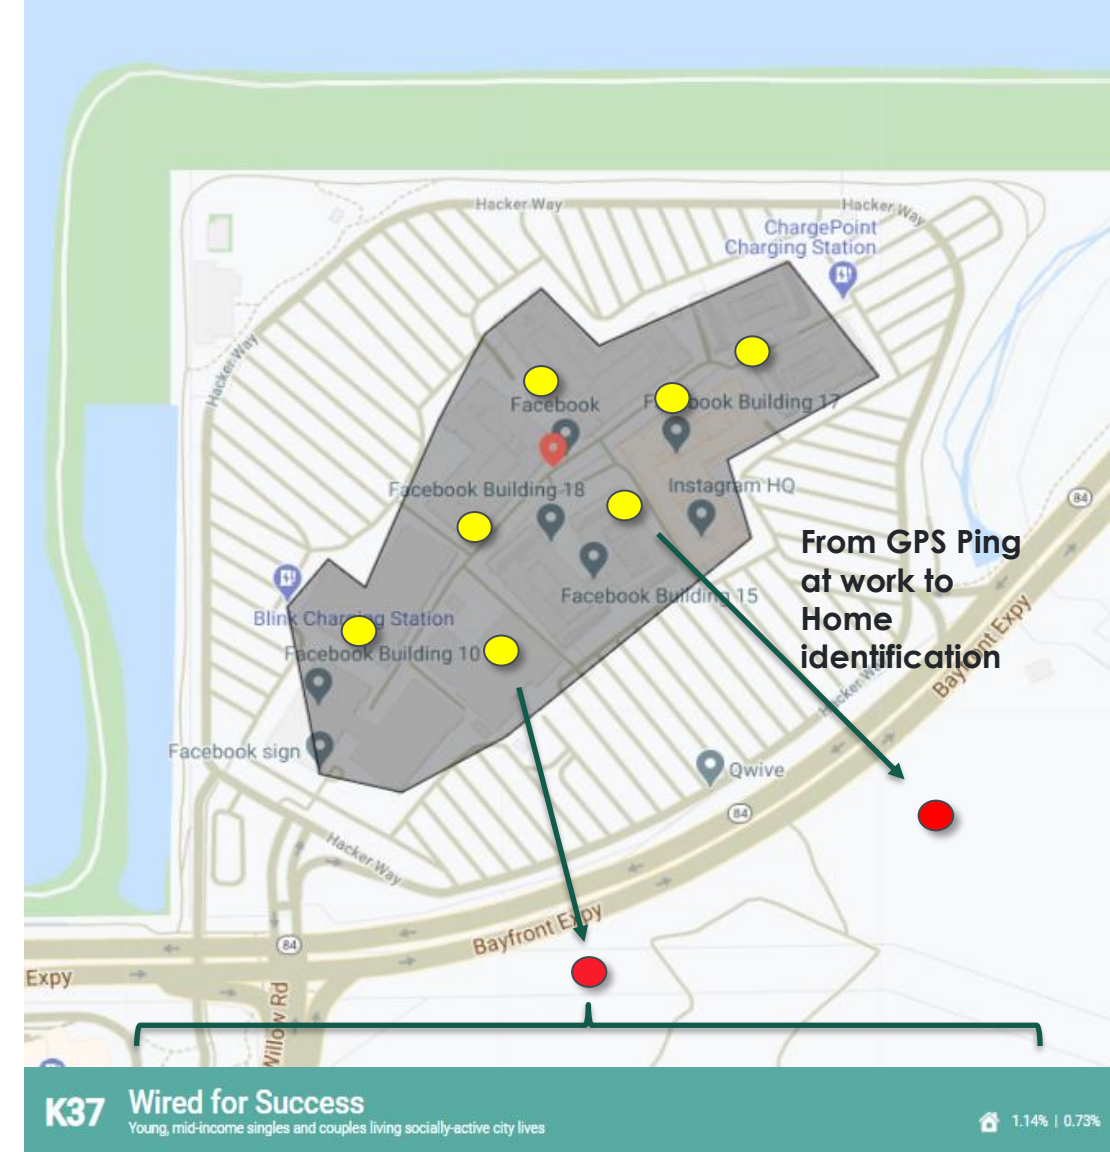 Hacker Way
Hacker Way
ChargePoint
Charging Station
Hacker Way
Facebook
Facebook Building 17
Facebook Building 18
Instagram HQ
84
From GPS Ping
at work to
Home
identification
Facebook Building 15
Blink Charging Station
Facebook Building 10
Bayfront Expy
Hacker Way
Facebook sign
Qwive
84
Hacker Way
Bayfront Expy
84
Expy
Willow Rd
K37
Wired for Success
Young, mid-income singles and couples living socially-active city lives
1.14% | 0.73%